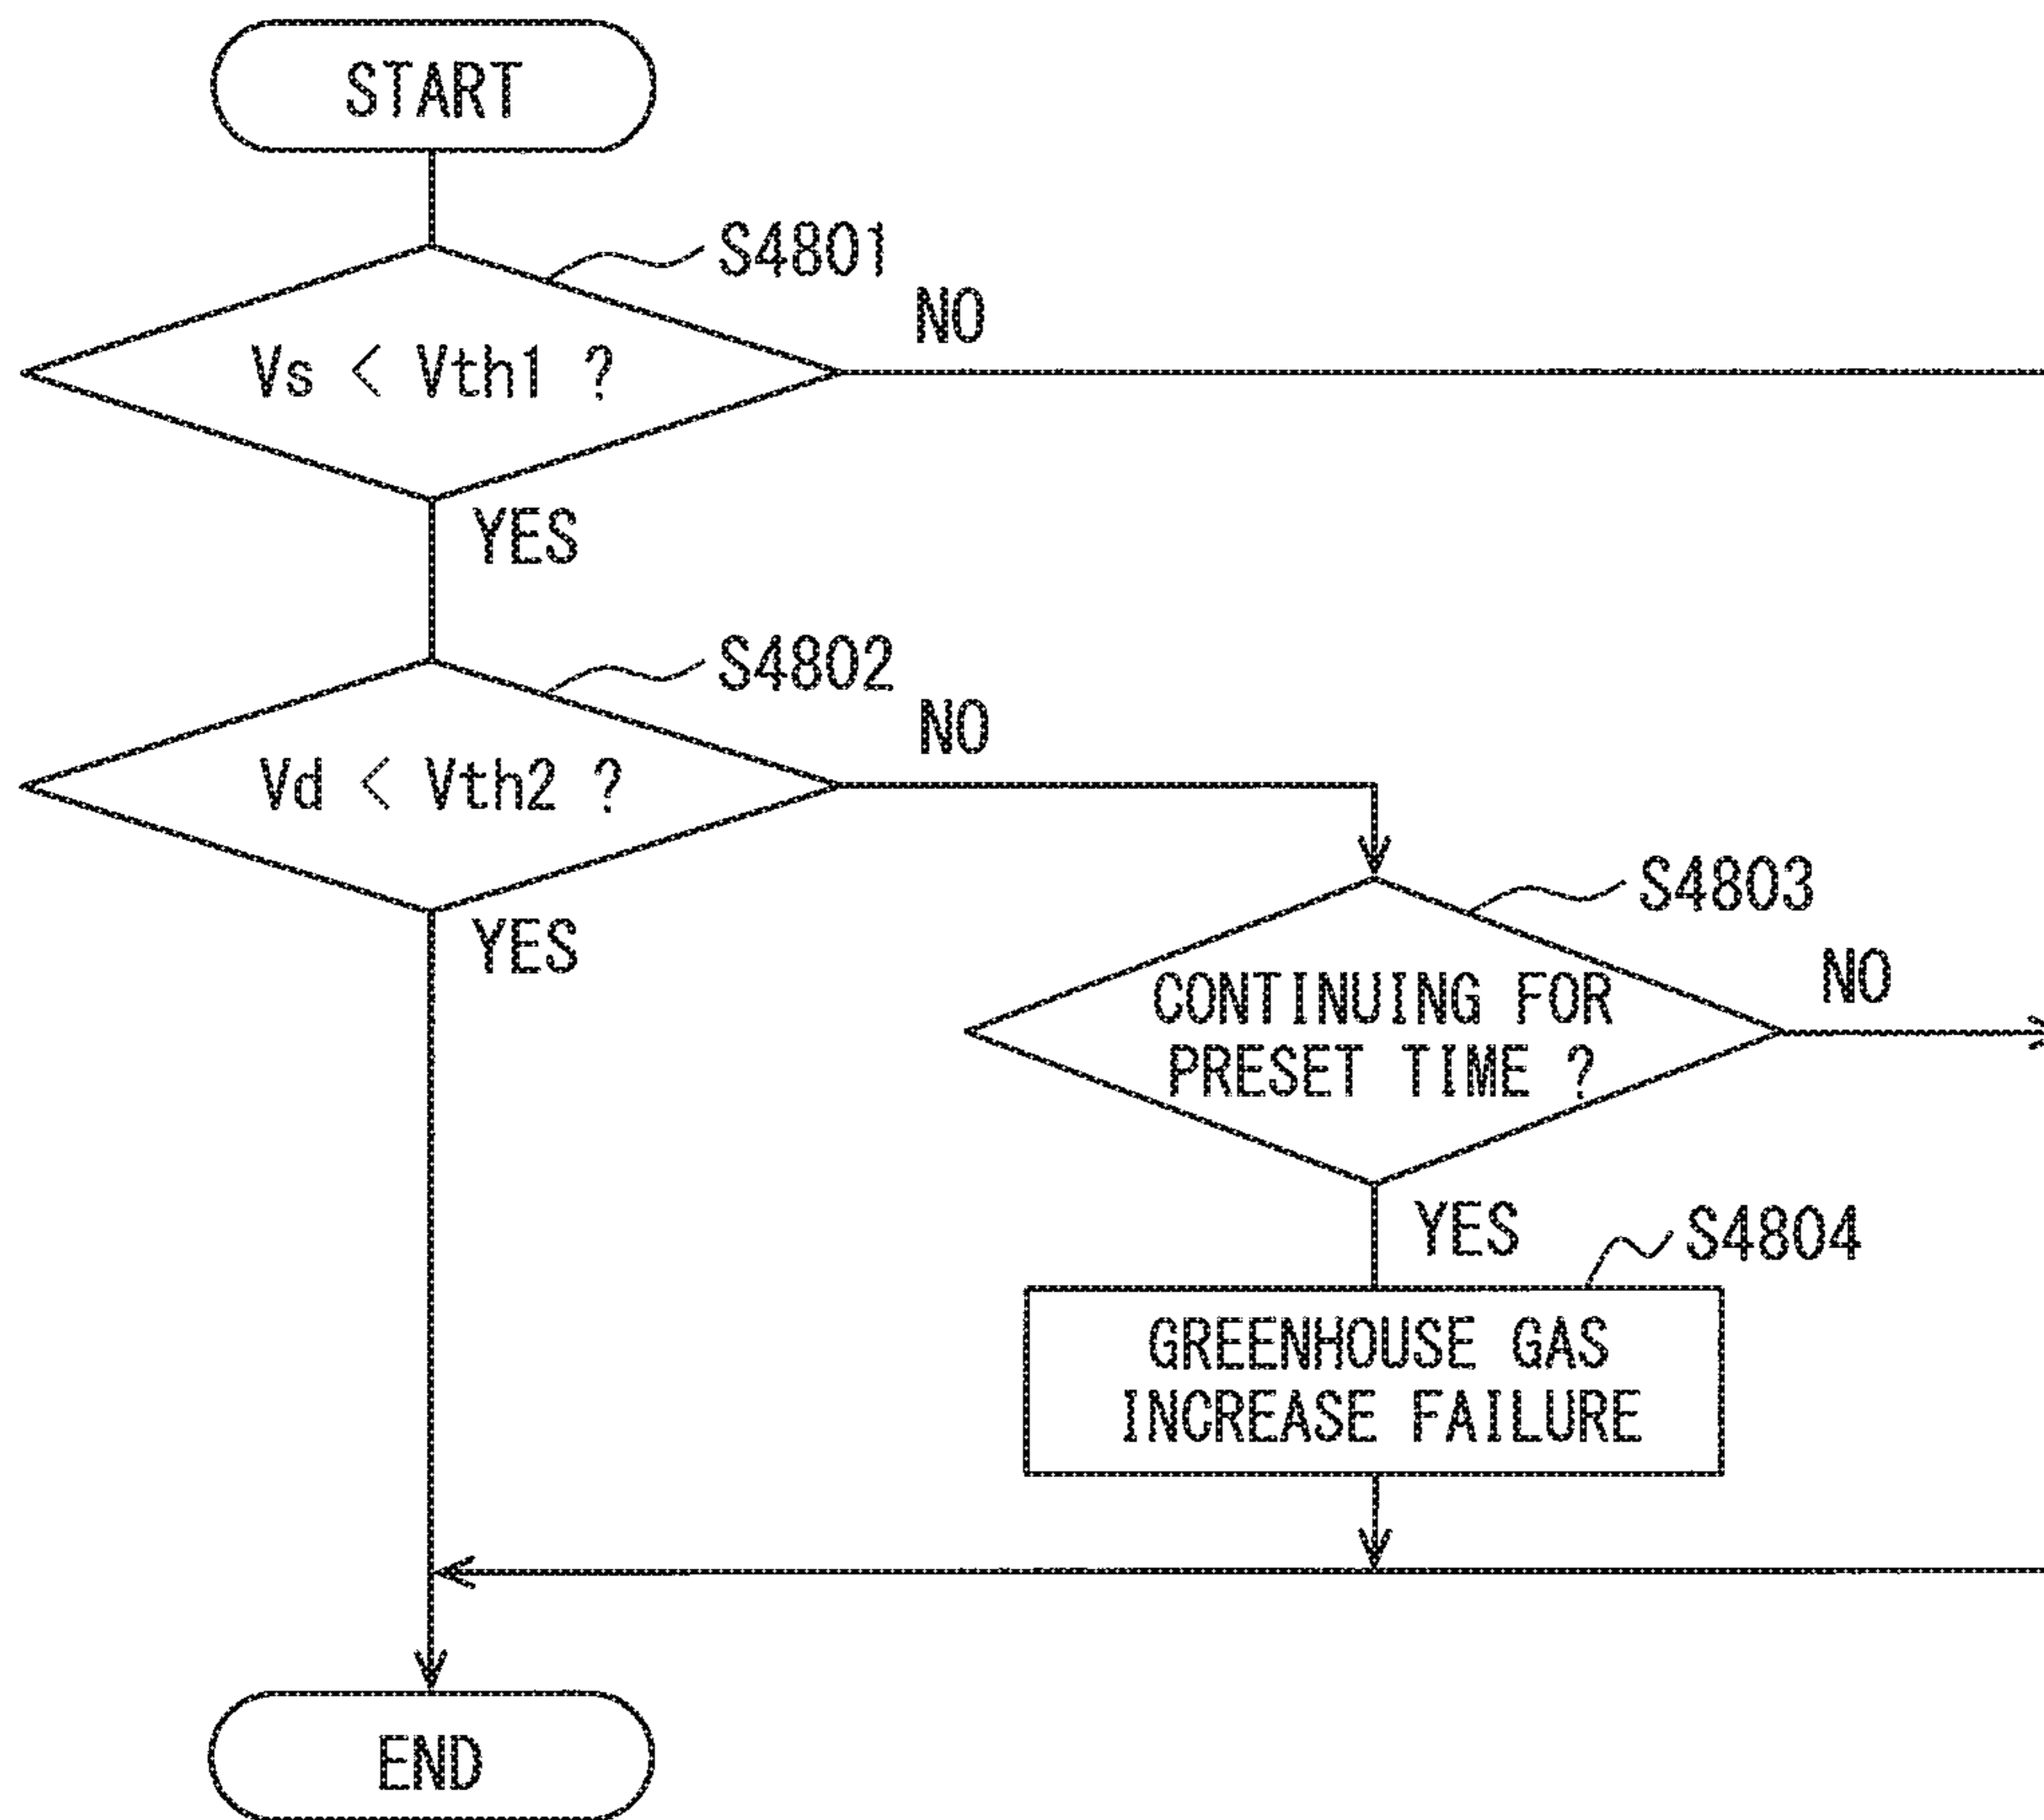 START
S4801
NO
Vs < Vth1 ?
YES
S4802
NO
Vd < Vth2 ?
YES
S4803
NO
CONTINUING FOR
PRESET TIME ?
YES
S4804
GREENHOUSE GAS
INCREASE FAILURE
END